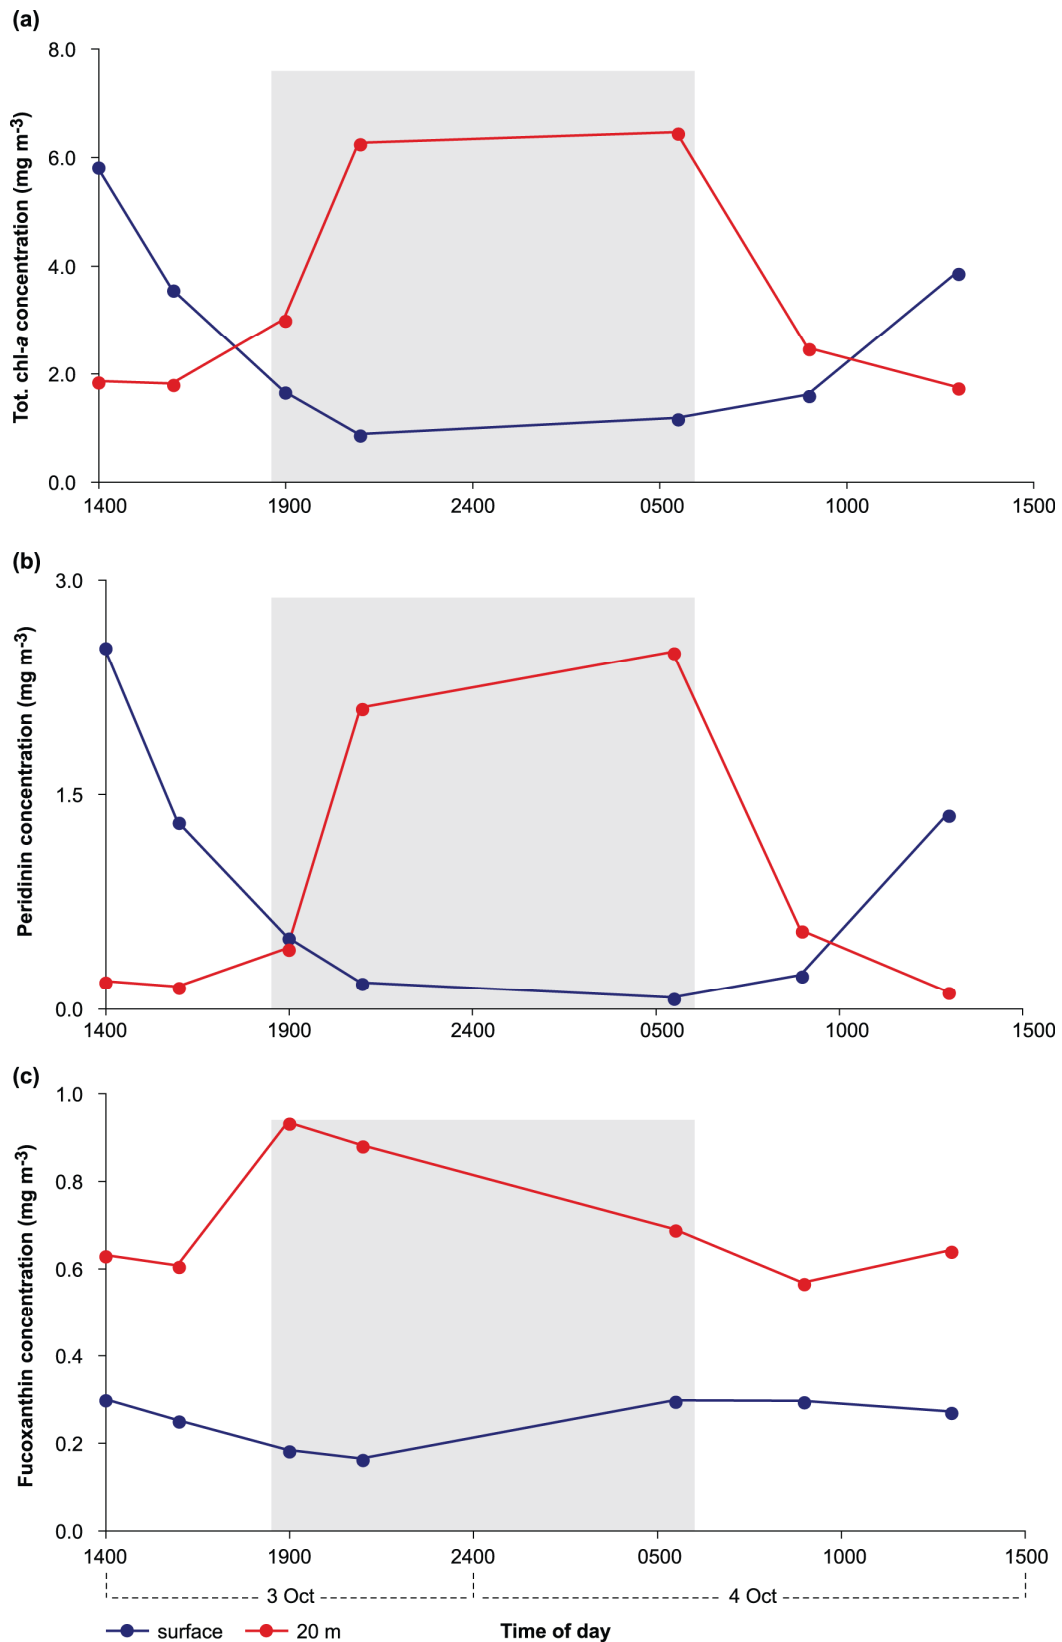 (a)
Tot. chl-a concentration (mg m-3)
8.0
6.0
4.0
2.0
0.0
1400 1900 2400 0500 1000 1500
(b)
Peridinin concentration (mg m-3)
3.0
1.5
0.0
1400 1900 2400 0500 1000 1500
(c)
Fucoxanthin concentration (mg m-3)
1.0
0.8
0.6
0.4
0.2
0.0
1400 1900 2400 0500 1000 1500
3 Oct 4 Oct
surface 20 m Time of day